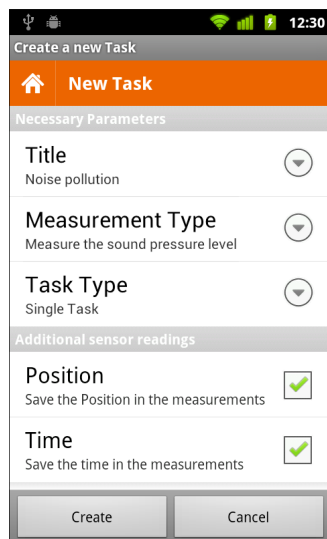 12:30
Create a new Task
New Task
Necessary Parameters
Title
Noise pollution
Measurement Type
Measure the sound pressure level
Task Type
Single Task
Additional sensor readings
Position
Save the Position in the measurements
Time
Save the time in the measurements
Create
Cancel